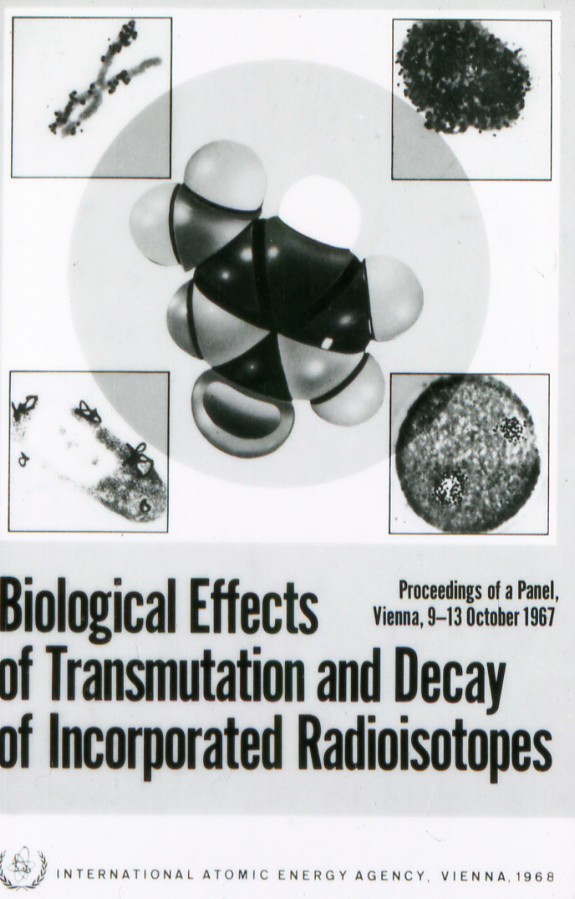 Biological Effects
of Transmutation and Decay
of Incorporated Radioisotopes
Proceedings of a Panel,
Vienna, 9–13 October 1967
INTERNATIONAL ATOMIC ENERGY AGENCY, VIENNA, 1968